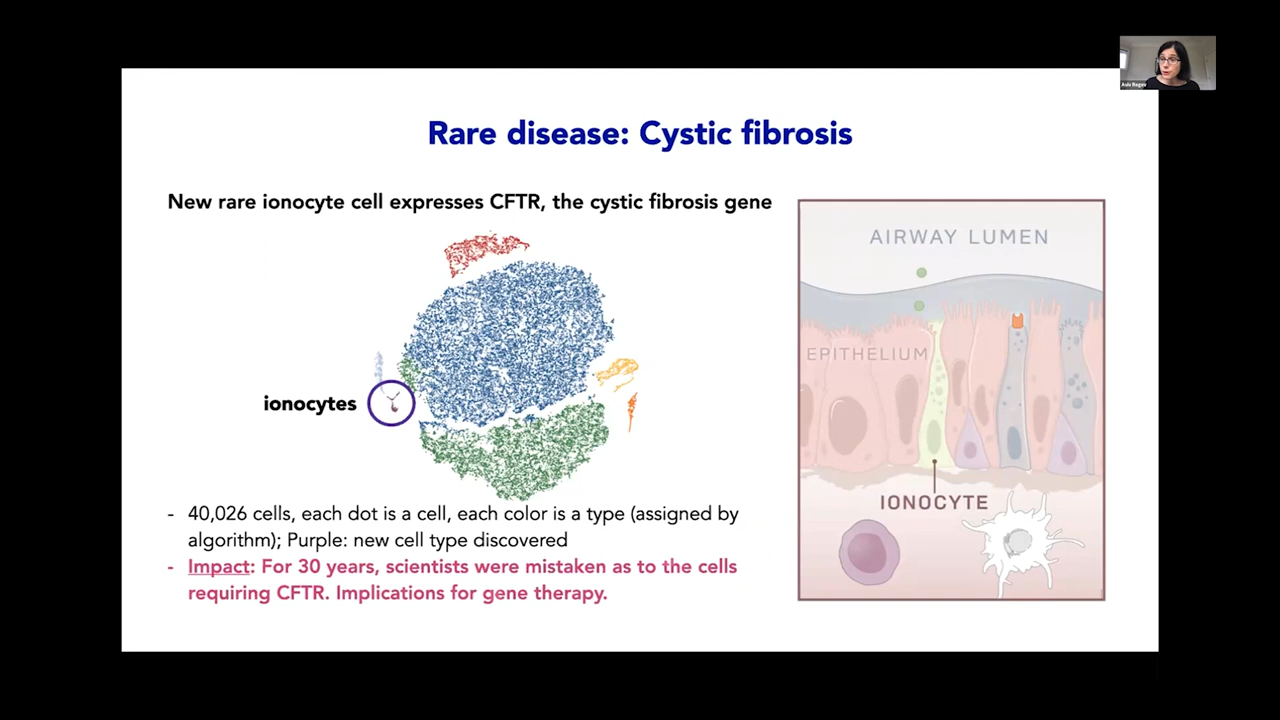 Aviv Regev
Rare disease: Cystic fibrosis
New rare ionocyte cell expresses CFTR, the cystic fibrosis gene
AIRWAY LUMEN
EPITHELIUM
ionocytes
IONOCYTE
- 40,026 cells, each dot is a cell, each color is a type (assigned by
algorithm); Purple: new cell type discovered
- Impact: For 30 years, scientists were mistaken as to the cells
requiring CFTR. Implications for gene therapy.